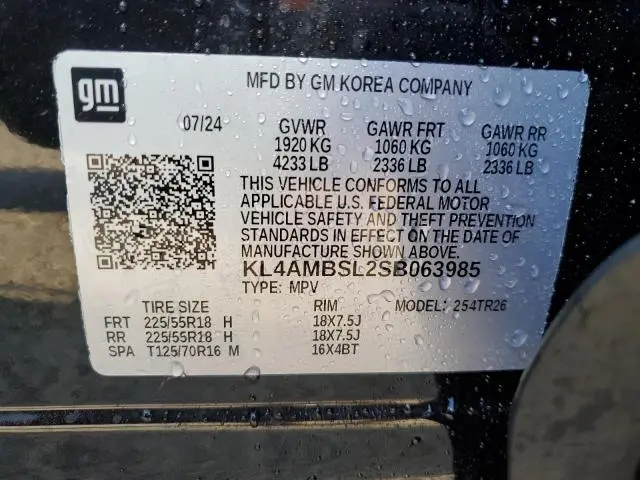 gm
MFD BY GM KOREA COMPANY
07/24 GVWR GAWR FRT GAWR RR
1920 KG 1060 KG 1060 KG
4233 LB 2336 LB 2336 LB
THIS VEHICLE CONFORMS TO ALL
APPLICABLE U.S. FEDERAL MOTOR
VEHICLE SAFETY AND THEFT PREVENTION
STANDARDS IN EFFECT ON THE DATE OF
MANUFACTURE SHOWN ABOVE.
KL4AMBSL2SB063985
TYPE: MPV MODEL: 254TR26
TIRE SIZE RIM
FRT 225/55R18 H 18X7.5J
RR 225/55R18 H 18X7.5J
SPA T125/70R16 M 16X4BT